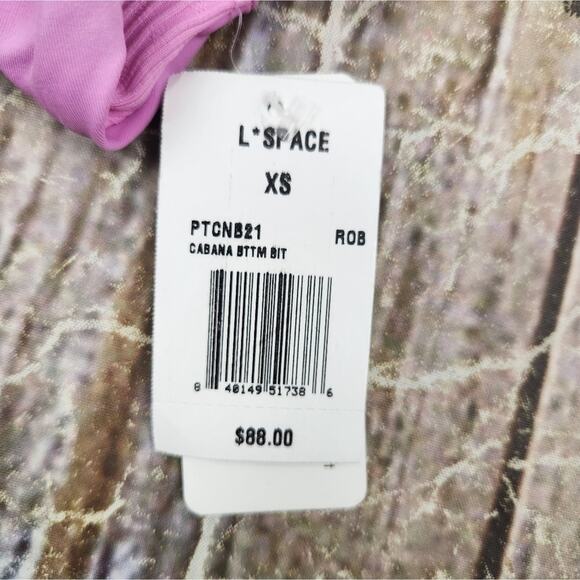 L*SPACE
XS
PTCNB21 ROB
CABANA BTTM BIT
8 40149 51738 6
$88.00